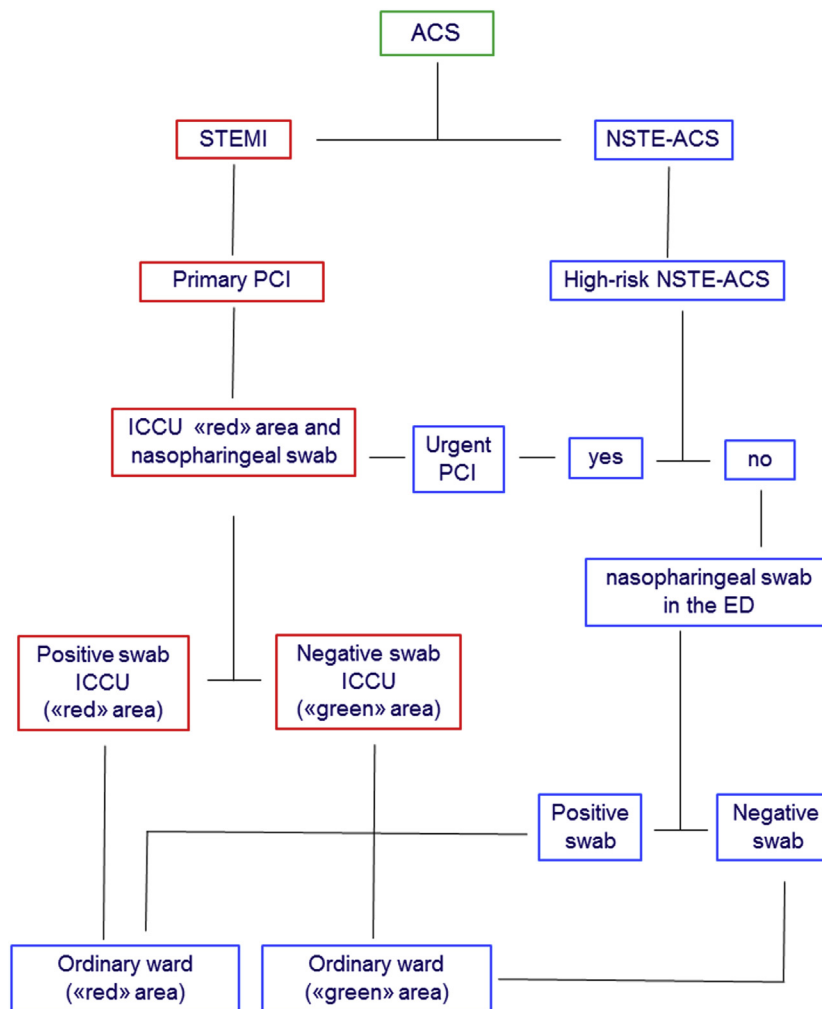 ACS
STEMI
NSTE-ACS
Primary PCI
High-risk NSTE-ACS
ICCU «red» area and
nasopharingeal swab
Urgent
PCI
yes
no
nasopharingeal swab
in the ED
Positive swab
ICCU
(«red» area)
Negative swab
ICCU
(«green» area)
Positive
swab
Negative
swab
Ordinary ward
(«red» area)
Ordinary ward
(«green» area)